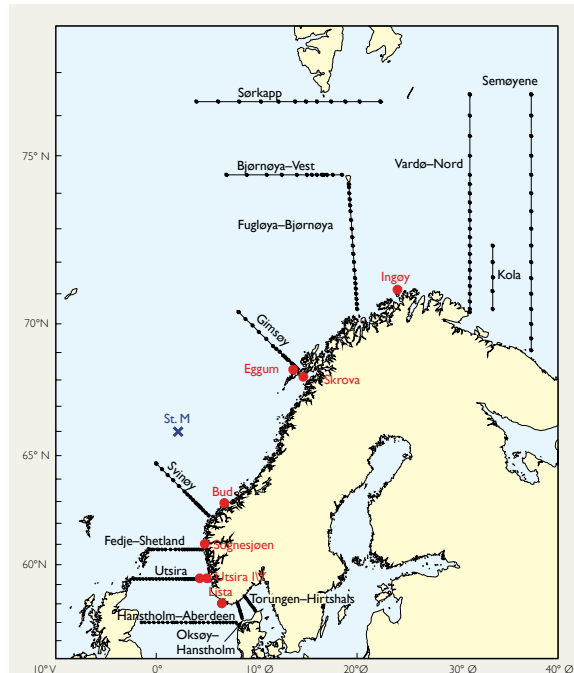 Sørkapp
Semøyene
75° N
Bjørnøya–Vest
Vardø–Nord
Fugløya–Bjørnøya
Ingøy
Kola
70° N
Gimsøy
Eggum
Skrova
St. M
65° N
Svinøy
Bud
Fedje–Shetland
Sognesjøen
60° N
Utsira
Utsira I\Y
Lista
Torungen–Hirtshals
Hanstholm–Aberdeen
Oksøy–
Hanstholm
10° V
0°
10° Ø
20°Ø
30° Ø
40° Ø